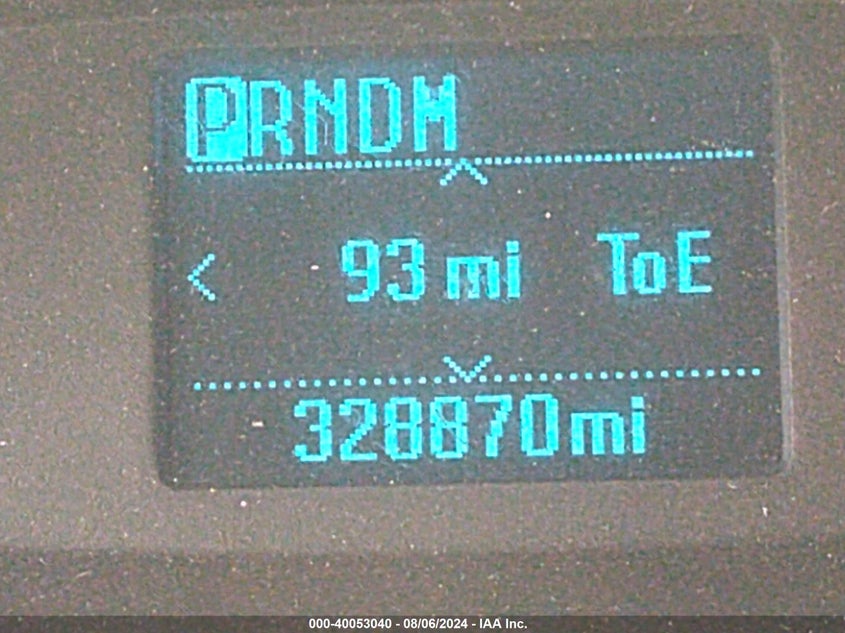 PRNDM
93 mi ToE
328870mi
000-40053040 - 08/06/2024 - IAA Inc.